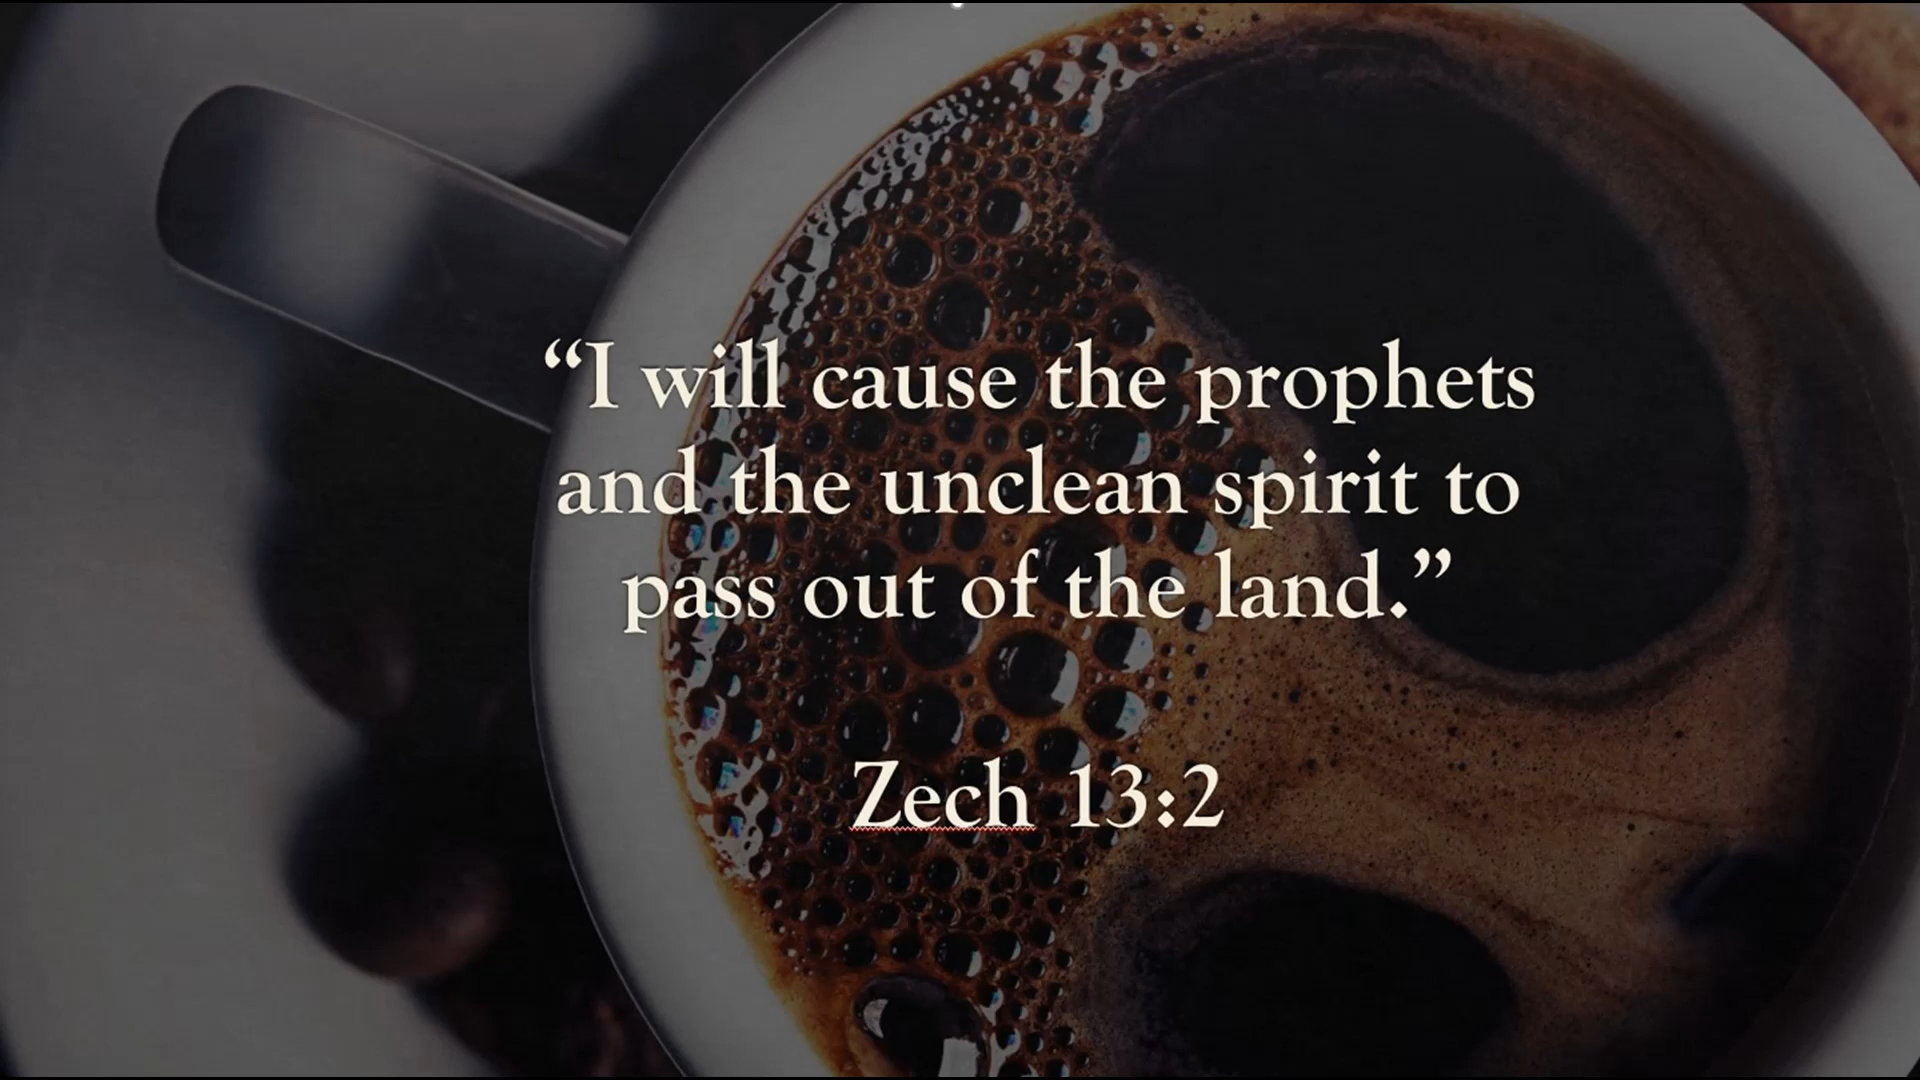 “I will cause the prophets
and the unclean spirit to
pass out of the land.”
Zech 13:2